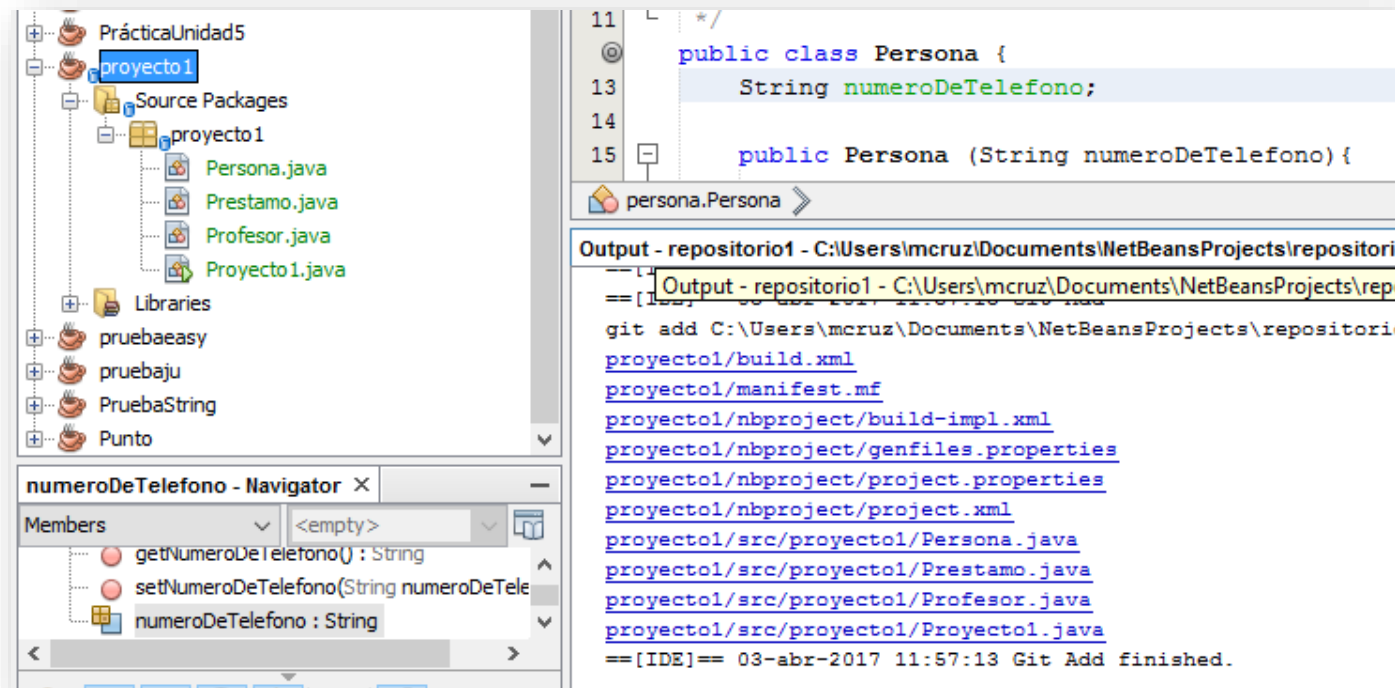 PrácticaUnidad5
proyecto1
Source Packages
proyecto1
Persona.java
Prestamo.java
Profesor.java
Proyecto1.java
Libraries
pruebaeasy
pruebaju
PruebaString
Punto
numeroDeTelefono - Navigator
Members
<empty>
getNumeroDeTelefono() : String
setNumeroDeTelefono(String numeroDeTele
numeroDeTelefono : String
11 */
public class Persona {
13 String numeroDeTelefono;
14
15 public Persona (String numeroDeTelefono){
persona.Persona
Output - repositorio1 - C:\Users\mcruz\Documents\NetBeansProjects\repositori
Output - repositorio1 - C:\Users\mcruz\Documents\NetBeansProjects\rep
git add C:\Users\mcruz\Documents\NetBeansProjects\repositori
proyecto1/build.xml
proyecto1/manifest.mf
proyecto1/nbproject/build-impl.xml
proyecto1/nbproject/genfiles.properties
proyecto1/nbproject/project.properties
proyecto1/nbproject/project.xml
proyecto1/src/proyecto1/Persona.java
proyecto1/src/proyecto1/Prestamo.java
proyecto1/src/proyecto1/Profesor.java
proyecto1/src/proyecto1/Proyecto1.java
==[IDE]== 03-abr-2017 11:57:13 Git Add finished.